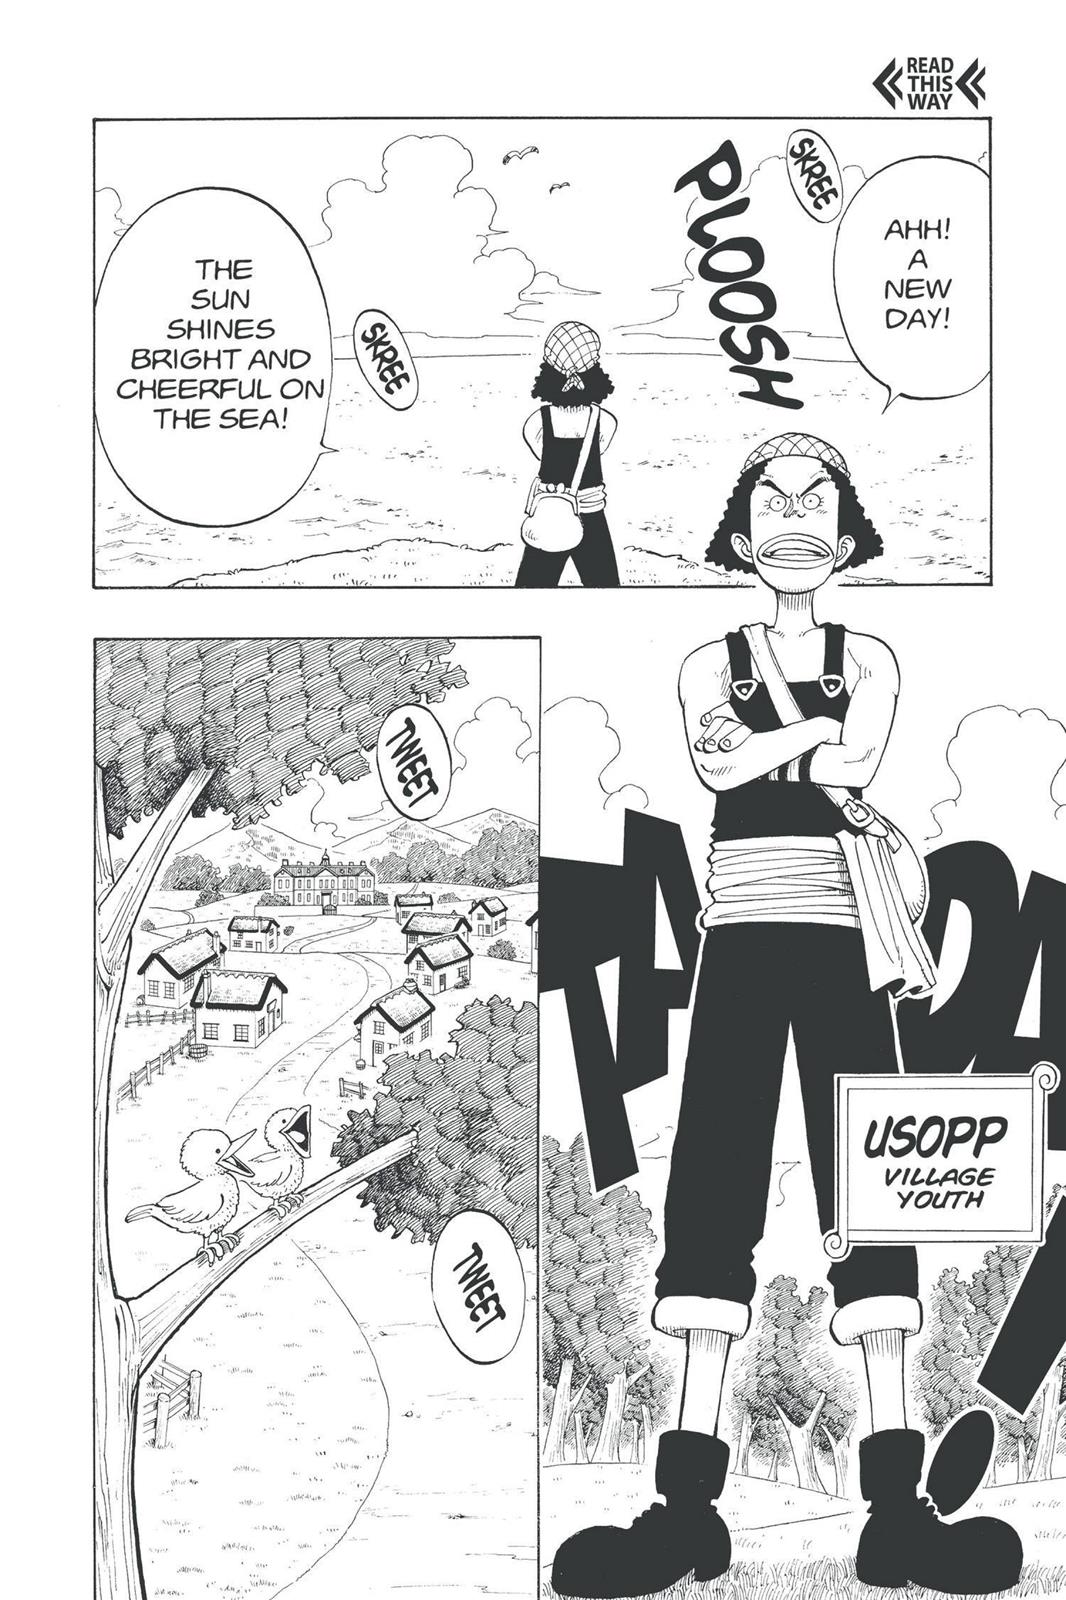 READ
THIS
WAY
SKREE
AHH!
A
NEW
DAY!
PLOOSH
SKREE
THE
SUN
SHINES
BRIGHT AND
CHEERFUL ON
THE SEA!
USOPP
VILLAGE
YOUTH
TWEET
TWEET